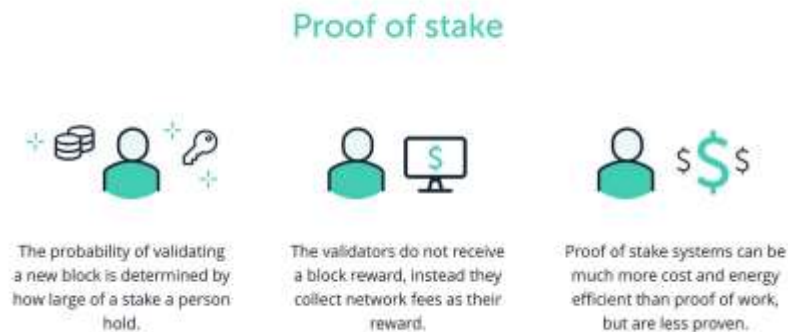 Proof of stake
$
$ $ $
The probability of validating
a new block is determined by
how large of a stake a person
hold.
The validators do not receive
a block reward, instead they
collect network fees as their
reward.
Proof of stake systems can be
much more cost and energy
efficient than proof of work,
but are less proven.